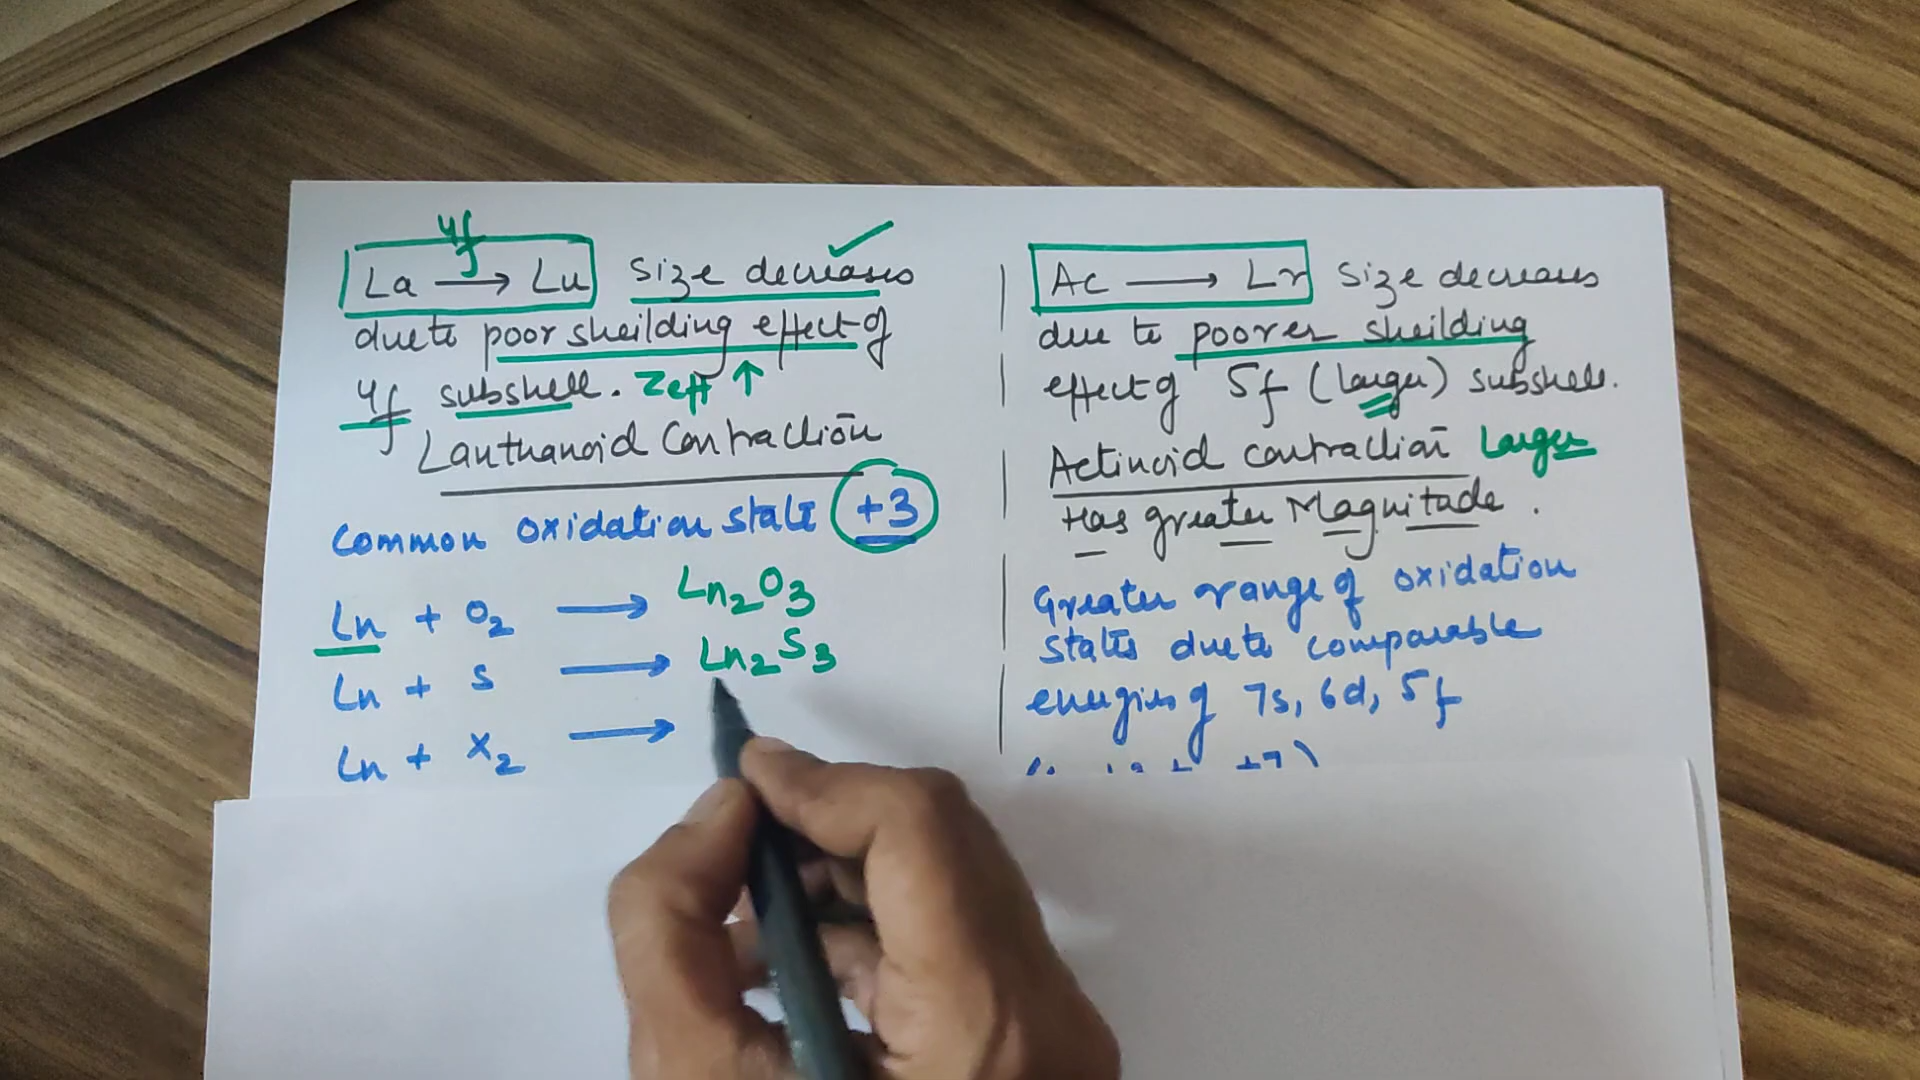 4f
La → Lu size decreases
due to poor sheilding effect of
4f subshell. Zeff ↑
Lanthanoid Contraction
Common oxidation state +3
Ln + O2 → Ln2O3
Ln + S → Ln2S3
Ln + X2 →
Ac → Lr Size decreases
due to poorer sheilding
effect of 5f (larger) subshell.
Actinoid contraction Larger
Has greater Magnitude.
Greater range of oxidation
states due to comparable
energies of 7s, 6d, 5f